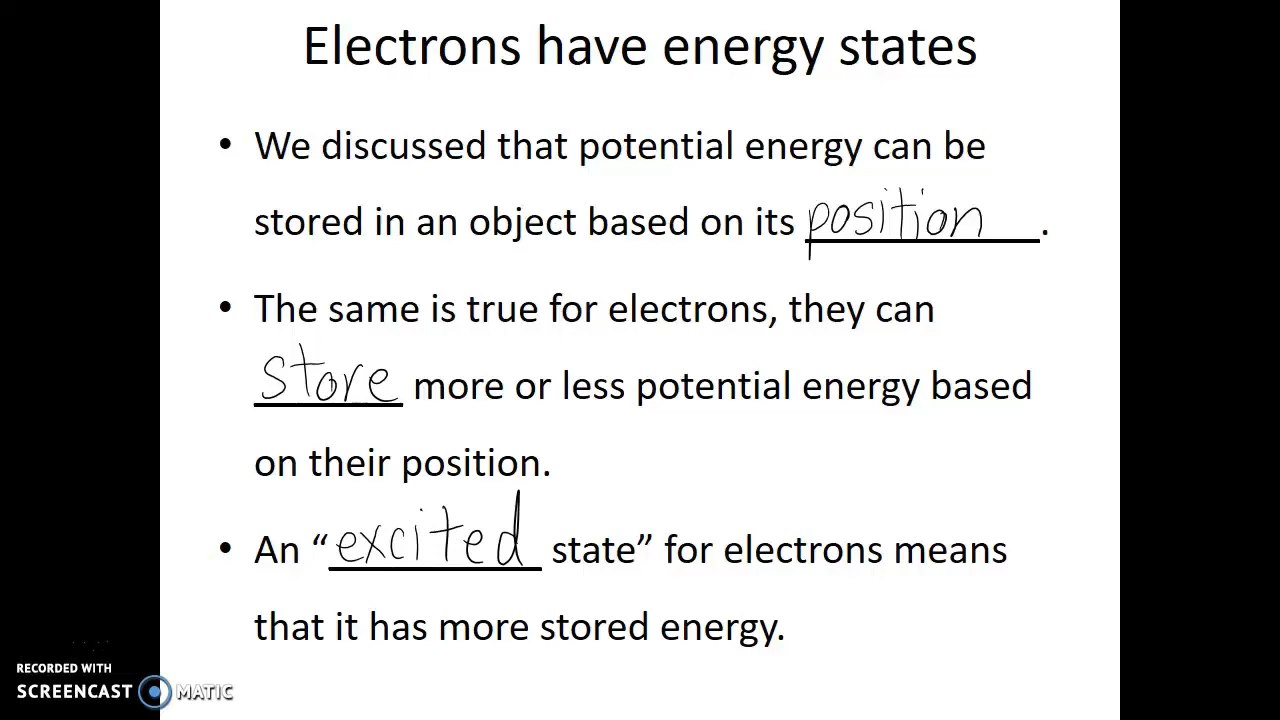 Electrons have energy states
• We discussed that potential energy can be
stored in an object based on its position.
• The same is true for electrons, they can
store more or less potential energy based
on their position.
• An “excited state” for electrons means
that it has more stored energy.
RECORDED WITH
SCREENCAST MATIC